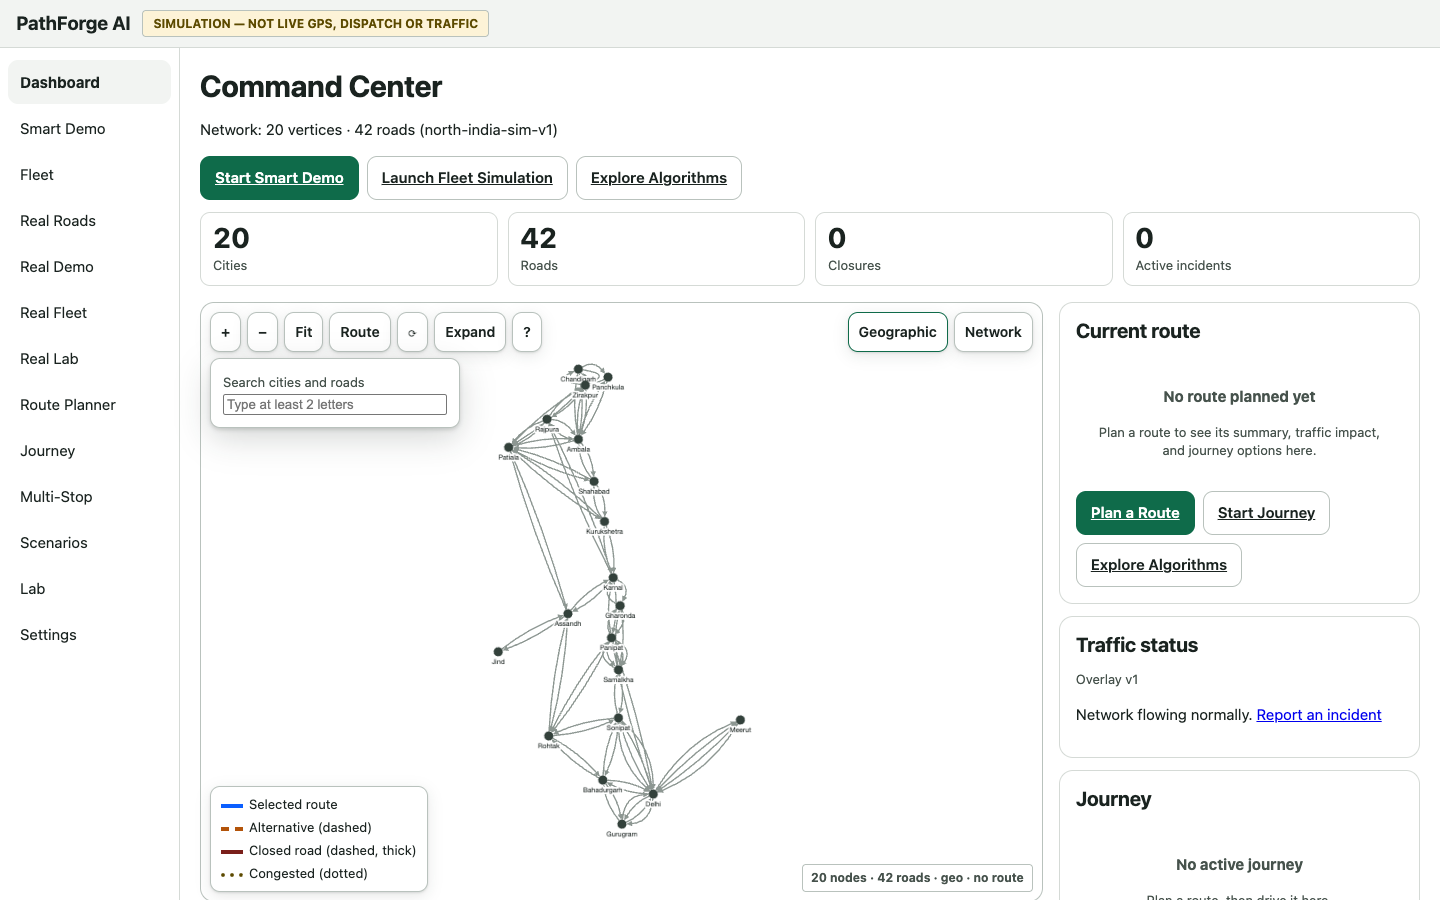 PathForge AI
SIMULATION — NOT LIVE GPS, DISPATCH OR TRAFFIC
Dashboard
Smart Demo
Fleet
Real Roads
Real Demo
Real Fleet
Real Lab
Route Planner
Journey
Multi-Stop
Scenarios
Lab
Settings
Command Center
Network: 20 vertices · 42 roads (north-india-sim-v1)
Start Smart Demo
Launch Fleet Simulation
Explore Algorithms
20
Cities
42
Roads
0
Closures
0
Active incidents
+
−
Fit
Route
⟳
Expand
?
Geographic
Network
Search cities and roads
Type at least 2 letters
Chandigarh
Panchkula
Zirakpur
Rajpura
Ambala
Patiala
Shahabad
Kurukshetra
Karnal
Gharonda
Assandh
Panipat
Jind
Samalkha
Sonipat
Meerut
Rohtak
Bahadurgarh
Delhi
Gurugram
Selected route
Alternative (dashed)
Closed road (dashed, thick)
Congested (dotted)
20 nodes · 42 roads · geo · no route
Current route
No route planned yet
Plan a route to see its summary, traffic impact,
and journey options here.
Plan a Route
Start Journey
Explore Algorithms
Traffic status
Overlay v1
Network flowing normally. Report an incident
Journey
No active journey
Plan a route, then drive it here.